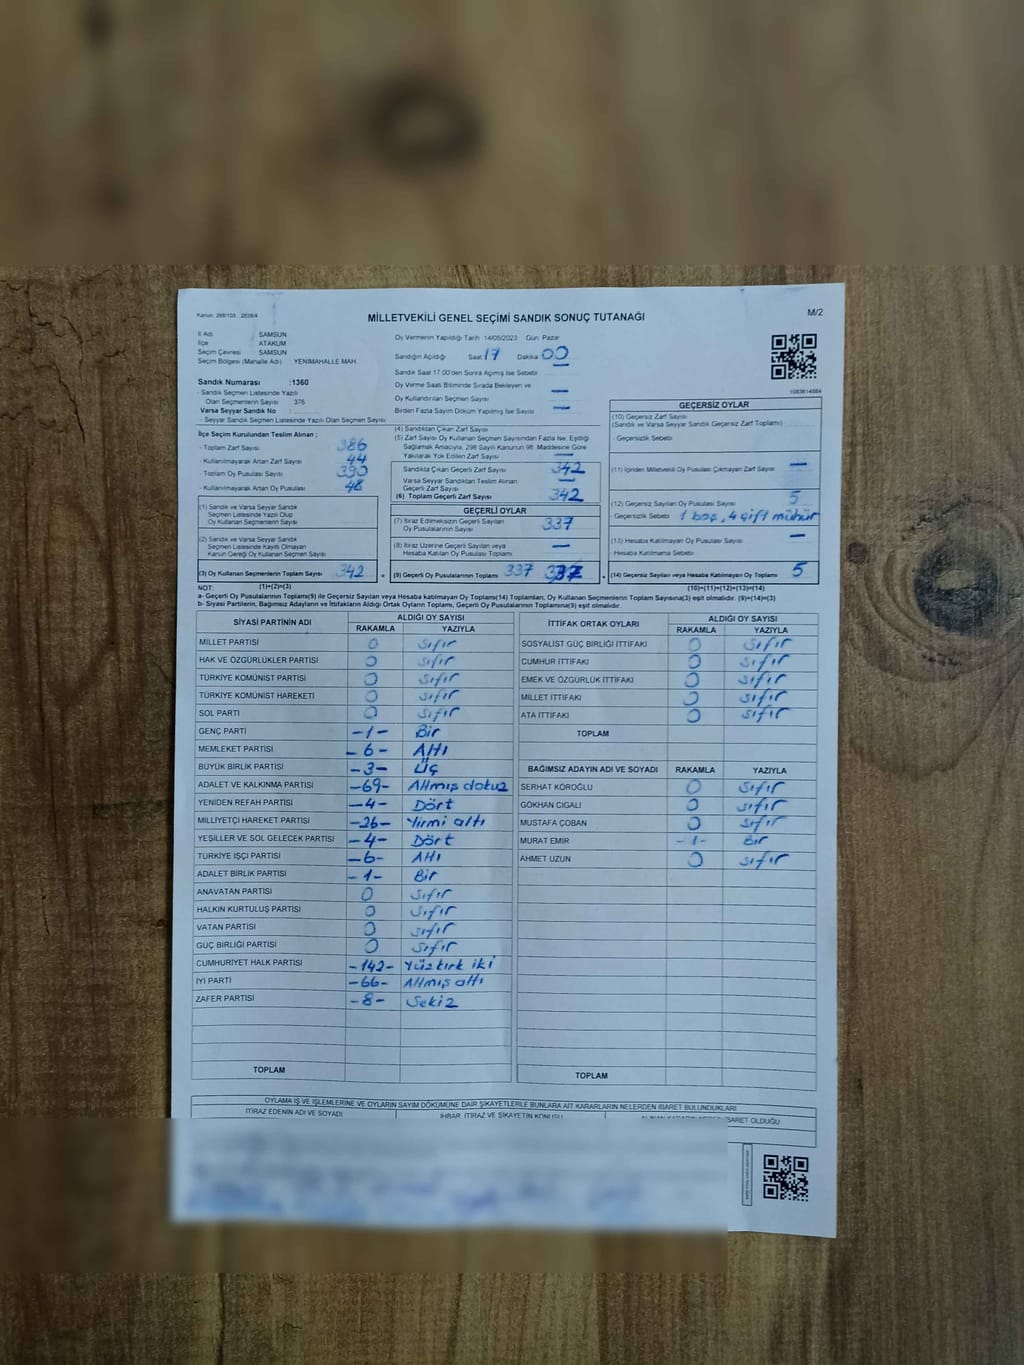 Kanun: 298/105 2839/4
MİLLETVEKİLİ GENEL SEÇİMİ SANDIK SONUÇ TUTANAĞI
M/2
İl Adı SAMSUN
İlçe ATAKUM
Seçim Çevresi SAMSUN
Seçim Bölgesi (Mahalle Adı) YENİMAHALLE MAH
Oy Vermenin Yapıldığı Tarih 14/05/2023 Gün Pazar
Sandığın Açıldığı Saat 17 Dakika 00
Sandık Saat 17:00'den Sonra Açılmış İse Sebebi —
Oy Verme Saati Bitiminde Sırada Bekleyen ve
Oy Kullandırılan Seçmen Sayısı —
Birden Fazla Sayım Döküm Yapılmış İse Sayısı —
Sandık Numarası :1360
- Sandık Seçmen Listesinde Yazılı
Olan Seçmenlerin Sayısı : 376
Varsa Seyyar Sandık No :
- Seyyar Sandık Seçmen Listesinde Yazılı Olan Seçmen Sayısı
İlçe Seçim Kurulundan Teslim Alınan ;
- Toplam Zarf Sayısı 386
- Kullanılmayarak Artan Zarf Sayısı 44
- Toplam Oy Pusulası Sayısı 390
- Kullanılmayarak Artan Oy Pusulası 48
(1) Sandık ve Varsa Seyyar Sandık
Seçmen Listesinde Yazılı Olup
Oy Kullanan Seçmenlerin Sayısı
(2) Sandık ve Varsa Seyyar Sandık
Seçmen Listesinde Kayıtlı Olmayan
Kanun Gereği Oy Kullanan Seçmen Sayısı
(3) Oy Kullanan Seçmenlerin Toplam Sayısı 342
(1)+(2)=(3)
(4) Sandıktan Çıkan Zarf Sayısı
(5) Zarf Sayısı Oy Kullanan Seçmen Sayısından Fazla İse, Eşitliği
Sağlamak Amacıyla, 298 Sayılı Kanunun 98. Maddesine Göre
Yakılarak Yok Edilen Zarf Sayısı —
Sandıkta Çıkan Geçerli Zarf Sayısı 342
Varsa Seyyar Sandıktan Teslim Alınan
Geçerli Zarf Sayısı —
(6) Toplam Geçerli Zarf Sayısı 342
GEÇERLİ OYLAR
(7) İtiraz Edilmeksizin Geçerli Sayılan
Oy Pusulalarının Sayısı 337
(8) İtiraz Üzerine Geçerli Sayılan veya
Hesaba Katılan Oy Pusulası Toplamı —
(9) Geçerli Oy Pusulalarının Toplamı 337 337
GEÇERSİZ OYLAR
(10) Geçersiz Zarf Sayısı
(Sandık ve Varsa Seyyar Sandık Geçersiz Zarf Toplamı)
- Geçersizlik Sebebi
(11) İçinden Milletvekili Oy Pusulası Çıkmayan Zarf Sayısı —
(12) Geçersiz Sayılan Oy Pusulası Sayısı 5
Geçersizlik Sebebi 1 boş, 4 çift mühür
(13) Hesaba Katılmayan Oy Pusulası Sayısı —
Hesaba Katılmama Sebebi
(14) Geçersiz Sayılan veya Hesaba Katılmayan Oy Toplamı 5
(10)+(11)+(12)+(13)=(14)
NOT:
a- Geçerli Oy Pusulalarının Toplamı(9) ile Geçersiz Sayılan veya Hesaba katılmayan Oy Toplamı(14) Toplamları, Oy Kullanan Seçmenlerin Toplam Sayısına(3) eşit olmalıdır. (9)+(14)=(3)
b- Siyasi Partilerin, Bağımsız Adayların ve İttifakların Aldığı Ortak Oyların Toplamı, Geçerli Oy Pusulalarının Toplamına(9) eşit olmalıdır.
SİYASİ PARTİNİN ADI ALDIĞI OY SAYISI
RAKAMLA YAZIYLA
MİLLET PARTİSİ 0 sıfır
HAK VE ÖZGÜRLÜKLER PARTİSİ 0 sıfır
TÜRKİYE KOMÜNİST PARTİSİ 0 sıfır
TÜRKİYE KOMÜNİST HAREKETİ 0 sıfır
SOL PARTİ 0 sıfır
GENÇ PARTİ -1- Bir
MEMLEKET PARTİSİ -6- Altı
BÜYÜK BİRLİK PARTİSİ -3- Üç
ADALET VE KALKINMA PARTİSİ -69- Altmış dokuz
YENİDEN REFAH PARTİSİ -4- Dört
MİLLİYETÇİ HAREKET PARTİSİ -26- Yirmi altı
YEŞİLLER VE SOL GELECEK PARTİSİ -4- Dört
TÜRKİYE İŞÇİ PARTİSİ -6- Altı
ADALET BİRLİK PARTİSİ -1- Bir
ANAVATAN PARTİSİ 0 sıfır
HALKIN KURTULUŞ PARTİSİ 0 sıfır
VATAN PARTİSİ 0 sıfır
GÜÇ BİRLİĞİ PARTİSİ 0 sıfır
CUMHURİYET HALK PARTİSİ -142- Yüzkırk iki
İYİ PARTİ -66- Altmış altı
ZAFER PARTİSİ -8- Sekiz
TOPLAM
İTTİFAK ORTAK OYLARI ALDIĞI OY SAYISI
RAKAMLA YAZIYLA
SOSYALİST GÜÇ BİRLİĞİ İTTİFAKI 0 sıfır
CUMHUR İTTİFAKI 0 sıfır
EMEK VE ÖZGÜRLÜK İTTİFAKI 0 sıfır
MİLLET İTTİFAKI 0 sıfır
ATA İTTİFAKI 0 sıfır
TOPLAM
BAĞIMSIZ ADAYIN ADI VE SOYADI RAKAMLA YAZIYLA
SERHAT KÖROĞLU 0 sıfır
GÖKHAN CIGALI 0 sıfır
MUSTAFA ÇOBAN 0 sıfır
MURAT EMİR -1- Bir
AHMET UZUN 0 sıfır
TOPLAM
OYLAMA İŞ VE İŞLEMLERİNE VE OYLARIN SAYIM DÖKÜMÜNE DAİR ŞİKAYETLERLE BUNLARA AİT KARARLARIN NELERDEN İBARET BULUNDUKLARI
İTİRAZ EDENİN ADI VE SOYADI
İHBAR, İTİRAZ VE ŞİKAYETİN KONUSU